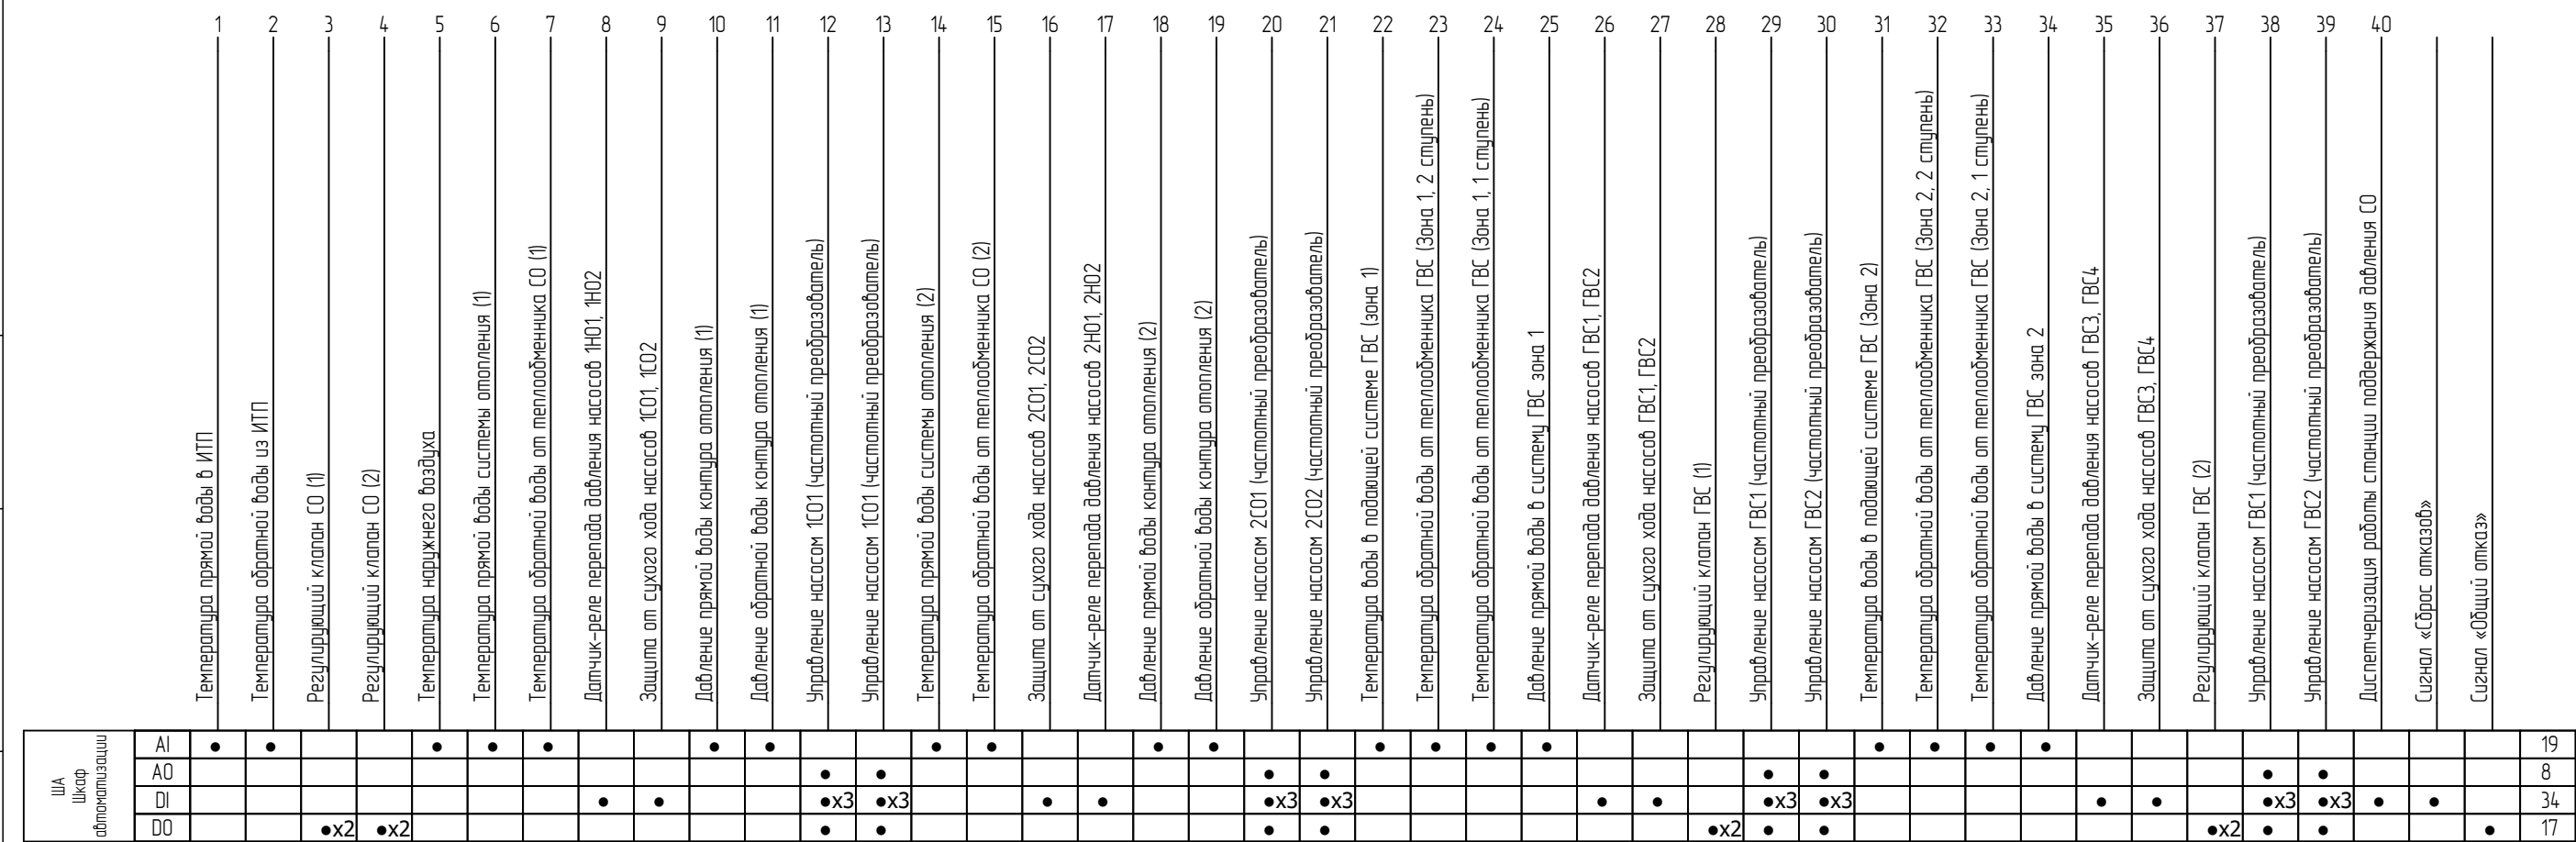 1 2 3 4 5 6 7 8 9 10 11 12 13 14 15 16 17 18 19 20 21 22 23 24 25 26 27 28 29 30 31 32 33 34 35 36 37 38 39 40
Температура прямой воды в ИТП
Температура обратной воды из ИТП
Регулирующий клапан СО (1)
Регулирующий клапан СО (2)
Температура наружнего воздуха
Температура прямой воды системы отопления (1)
Температура обратной воды от теплообменника СО (1)
Датчик-реле перепада давления насосов 1НО1, 1НО2
Защита от сухого хода насосов 1СО1, 1СО2
Давление прямой воды контура отопления (1)
Давление обратной воды контура отопления (1)
Управление насосом 1СО1 (частотный преобразователь)
Управление насосом 1СО1 (частотный преобразователь)
Температура прямой воды системы отопления (2)
Температура обратной воды от теплообменника СО (2)
Защита от сухого хода насосов 2СО1, 2СО2
Датчик-реле перепада давления насосов 2НО1, 2НО2
Давление прямой воды контура отопления (2)
Давление обратной воды контура отопления (2)
Управление насосом 2СО1 (частотный преобразователь)
Управление насосом 2СО2 (частотный преобразователь)
Температура воды в подающей системе ГВС (зона 1)
Температура обратной воды от теплообменника ГВС (Зона 1, 2 ступень)
Температура обратной воды от теплообменника ГВС (Зона 1, 1 ступень)
Давление прямой воды в систему ГВС зона 1
Датчик-реле перепада давления насосов ГВС1, ГВС2
Защита от сухого хода насосов ГВС1, ГВС2
Регулирующий клапан ГВС (1)
Управление насосом ГВС1 (частотный преобразователь)
Управление насосом ГВС2 (частотный преобразователь)
Температура воды в подающей системе ГВС (Зона 2)
Температура обратной воды от теплообменника ГВС (Зона 2, 2 ступень)
Температура обратной воды от теплообменника ГВС (Зона 2, 1 ступень)
Давление прямой воды в систему ГВС зона 2
Датчик-реле перепада давления насосов ГВС3, ГВС4
Защита от сухого хода насосов ГВС3, ГВС4
Регулирующий клапан ГВС (2)
Управление насосом ГВС1 (частотный преобразователь)
Управление насосом ГВС2 (частотный преобразователь)
Диспетчеризация работы станции поддержания давления СО
Сигнал «Сброс отказов»
Сигнал «Общий отказ»
ША
Шкаф
автоматизации
AI ● ● ● ● ● ● ● ● ● ● ● ● ● ● ● ● ● ● ● 19
AO ● ● ● ● ● ● ● ● 8
DI ● ● ●x3 ●x3 ● ● ●x3 ●x3 ● ● ●x3 ●x3 ● ● ●x3 ●x3 ● ● 34
DO ●x2 ●x2 ● ● ● ● ●x2 ● ● ●x2 ● ● ● 17